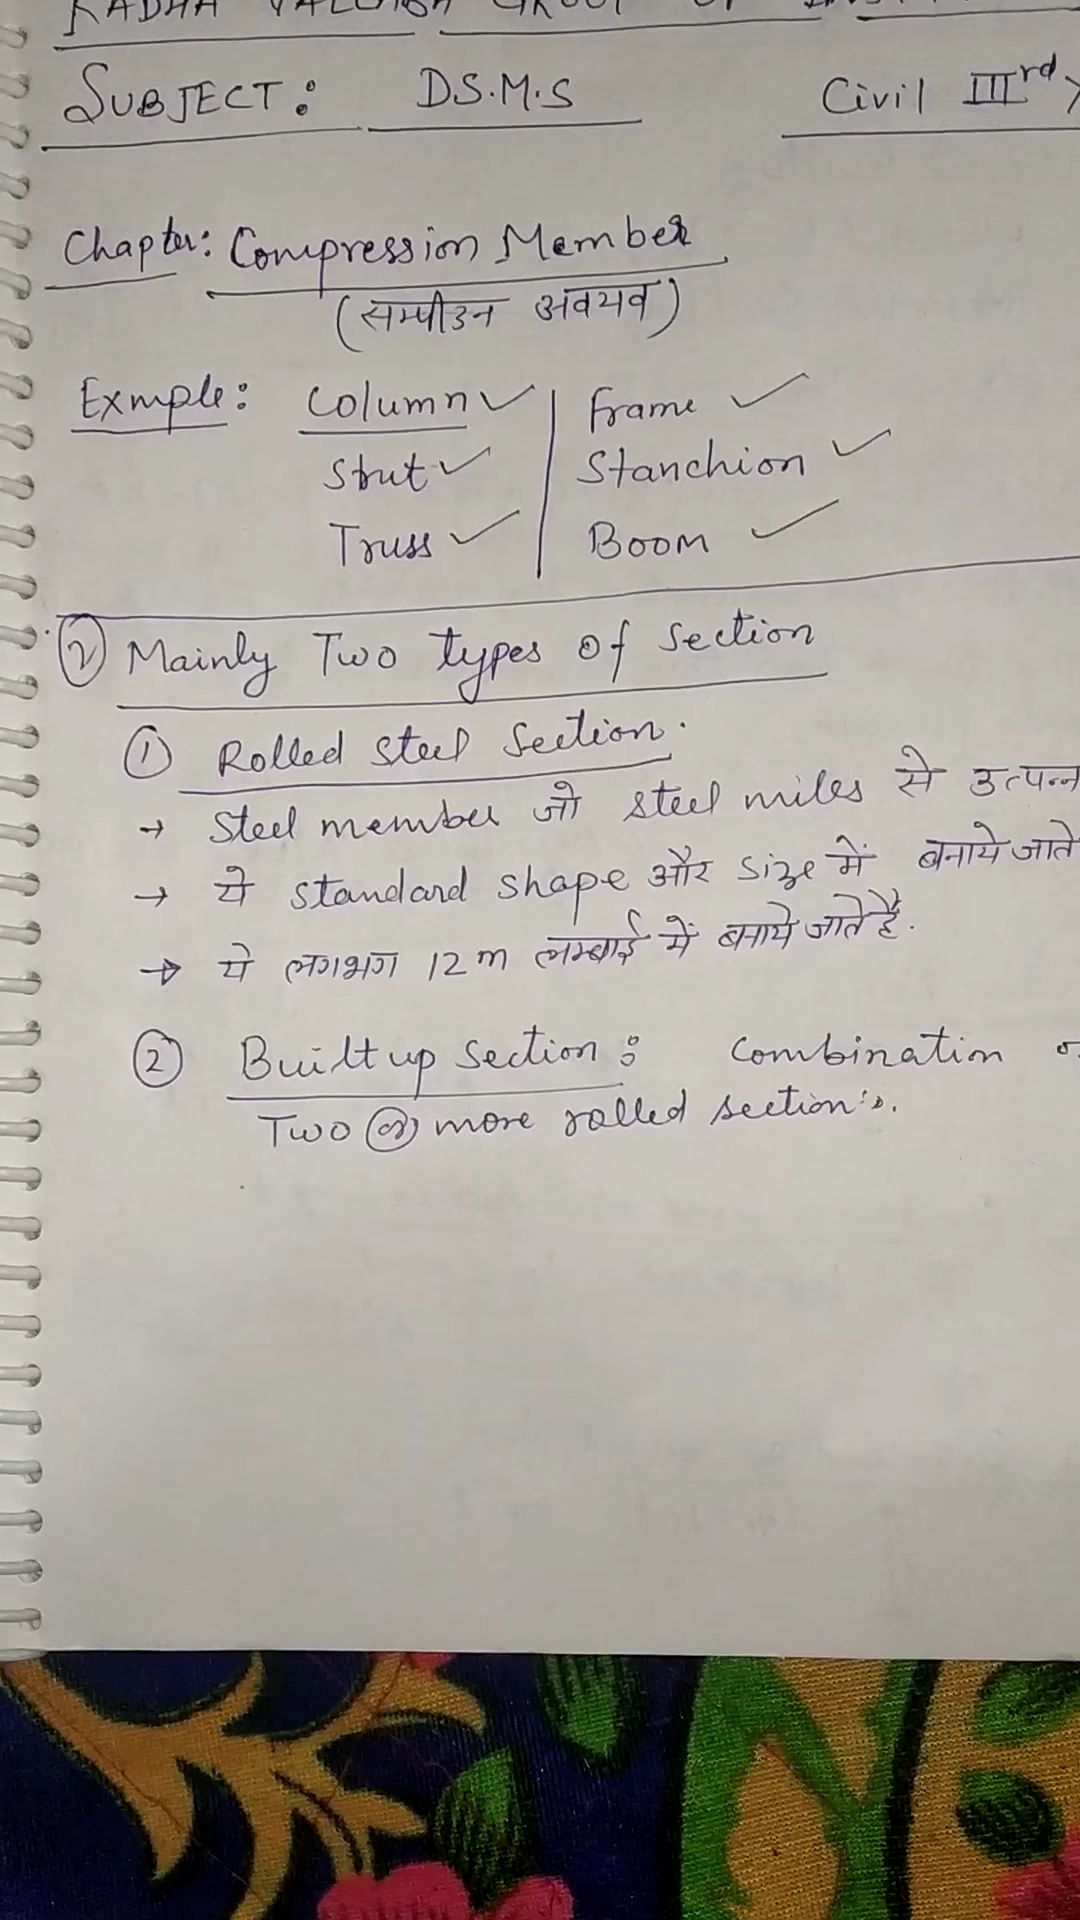 SUBJECT: D.S.M.S Civil IIIrd
Chapter: Compression Member
(सम्पीडन अवयव)
Exmple: Column ✓ | Frame ✓
Strut ✓ | Stanchion ✓
Truss ✓ | Boom ✓
② Mainly Two types of Section
① Rolled Steel Section.
→ Steel member जो steel miles से उत्पन्न
→ ये standard shape और size में बनाये जाते
→ ये लगभग 12m लम्बाई में बनाये जाते है.
② Built up Section: Combination
Two or more rolled section's.